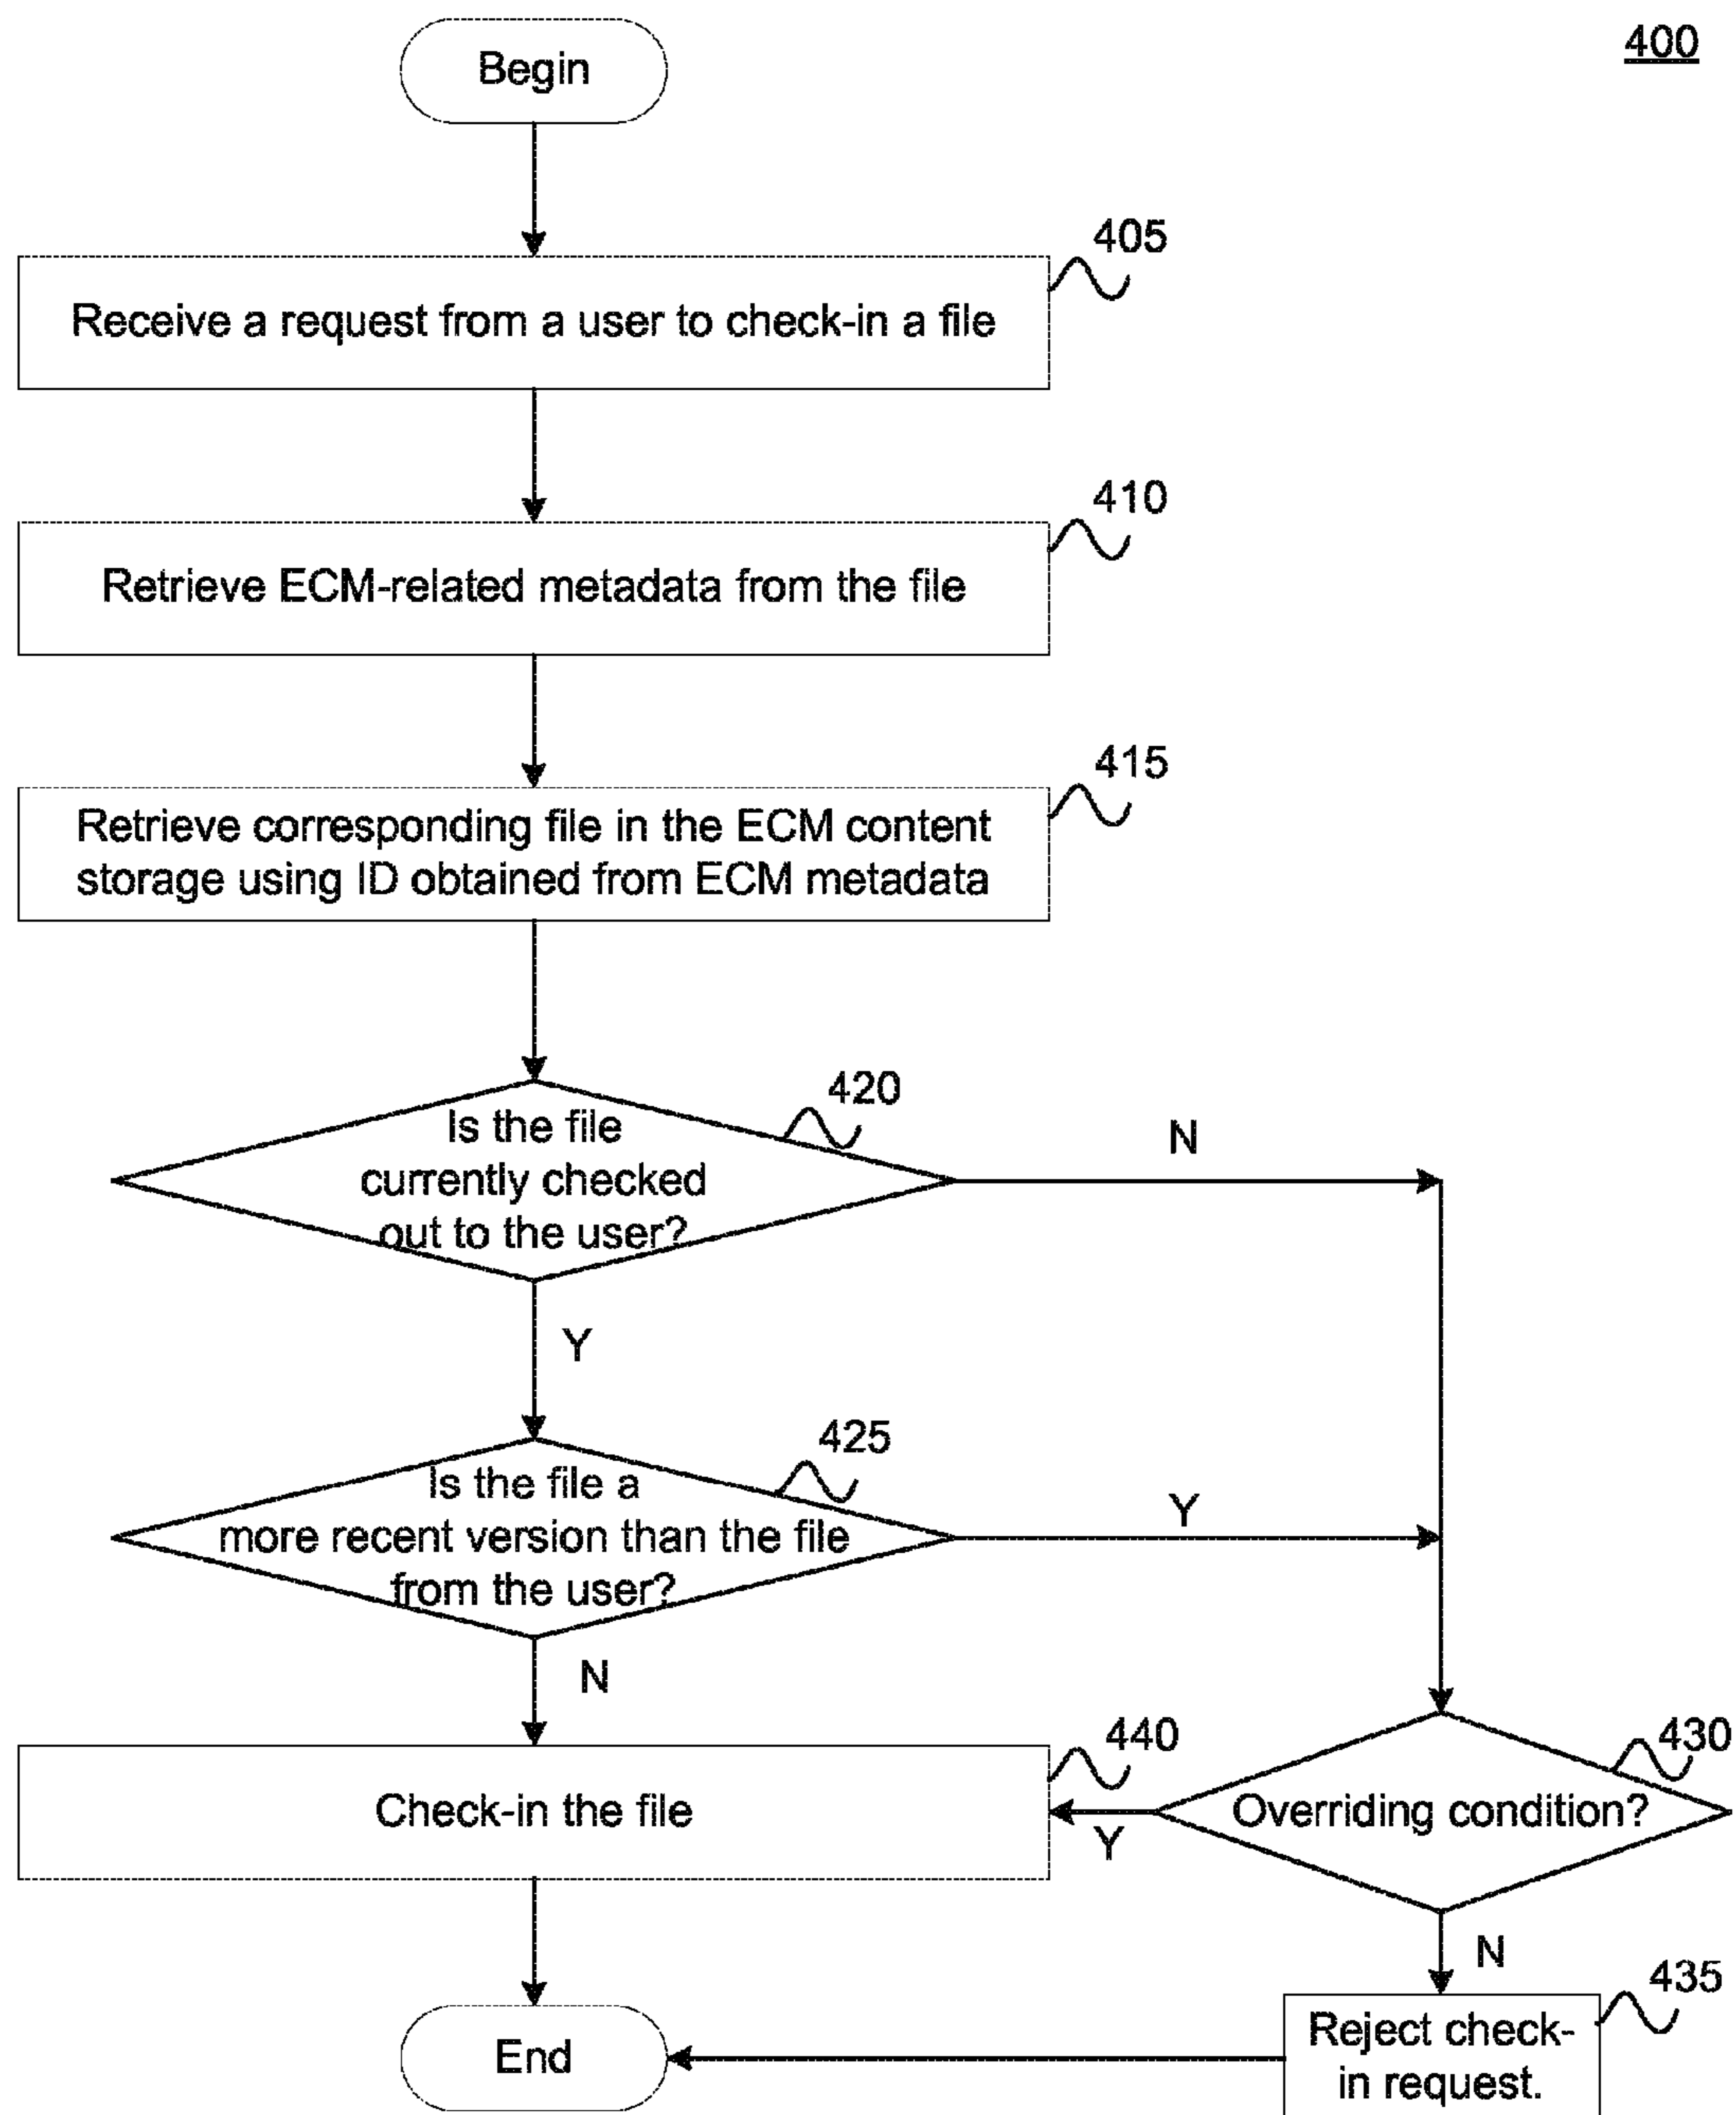 400
Begin
405
Receive a request from a user to check-in a file
410
Retrieve ECM-related metadata from the file
415
Retrieve corresponding file in the ECM content
storage using ID obtained from ECM metadata
420
Is the file
currently checked
out to the user?
N
Y
425
Is the file a
more recent version than the file
from the user?
Y
N
440
Check-in the file
430
Overriding condition?
Y
N
435
Reject check-
in request.
End